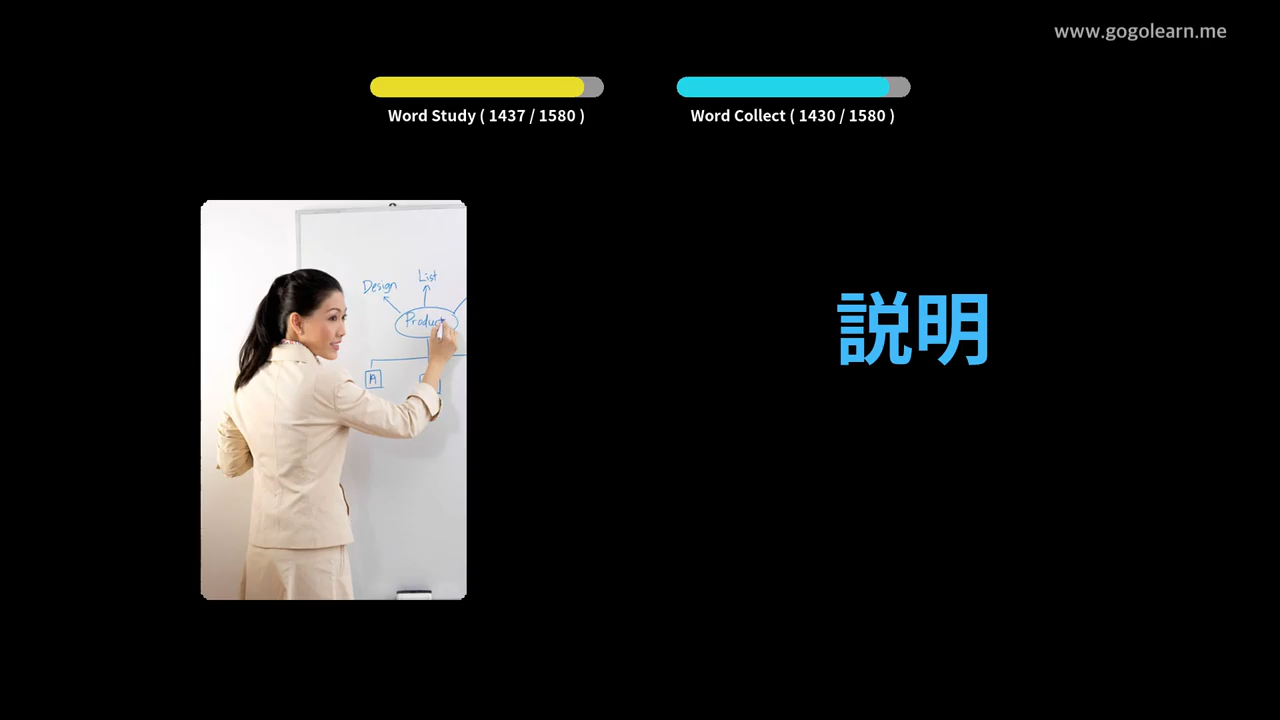 www.gogolearn.me
Word Study ( 1437 / 1580 )
Word Collect ( 1430 / 1580 )
List
Design
Product
A
説明